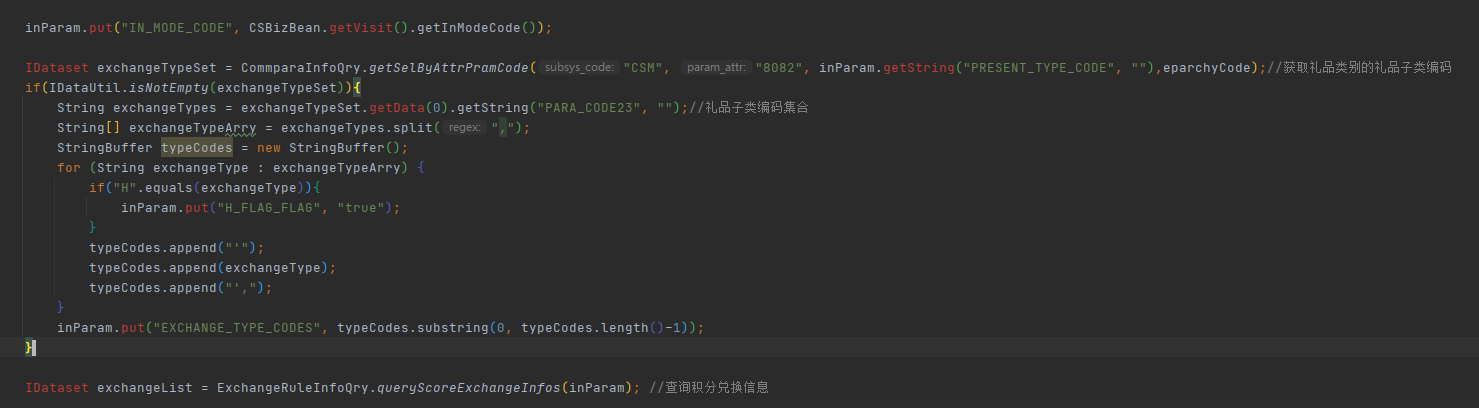 inParam.put("IN_MODE_CODE", CSBizBean.getVisit().getInModeCode());
IDataset exchangeTypeSet = CommparaInfoQry.getSelByAttrPramCode( subsys_code: "CSM", param_attr: "8082", inParam.getString("PRESENT_TYPE_CODE", ""),eparchyCode);//获取礼品类别的礼品子类编码
if(IDataUtil.isNotEmpty(exchangeTypeSet)){
String exchangeTypes = exchangeTypeSet.getData(0).getString("PARA_CODE23", "");//礼品子类编码集合
String[] exchangeTypeArry = exchangeTypes.split( regex: ",");
StringBuffer typeCodes = new StringBuffer();
for (String exchangeType : exchangeTypeArry) {
if("H".equals(exchangeType)){
inParam.put("H_FLAG_FLAG", "true");
}
typeCodes.append("'");
typeCodes.append(exchangeType);
typeCodes.append("',");
}
inParam.put("EXCHANGE_TYPE_CODES", typeCodes.substring(0, typeCodes.length()-1));
}
IDataset exchangeList = ExchangeRuleInfoQry.queryScoreExchangeInfos(inParam); //查询积分兑换信息